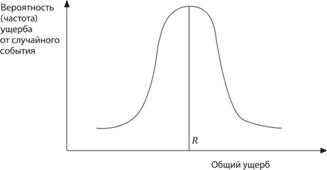 Вероятность
(частота)
ущерба
от случайного
события
R
Общий ущерб